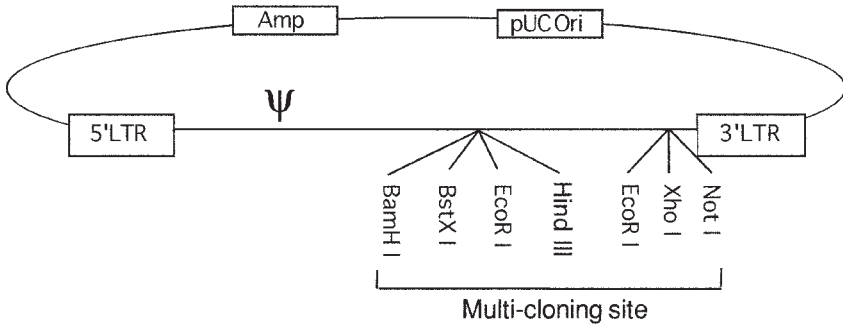 Amp
pUC Ori
ψ
5'LTR
3'LTR
BamH I
BstX I
EcoR I
Hind III
EcoR I
Xho I
Not I
Multi-cloning site